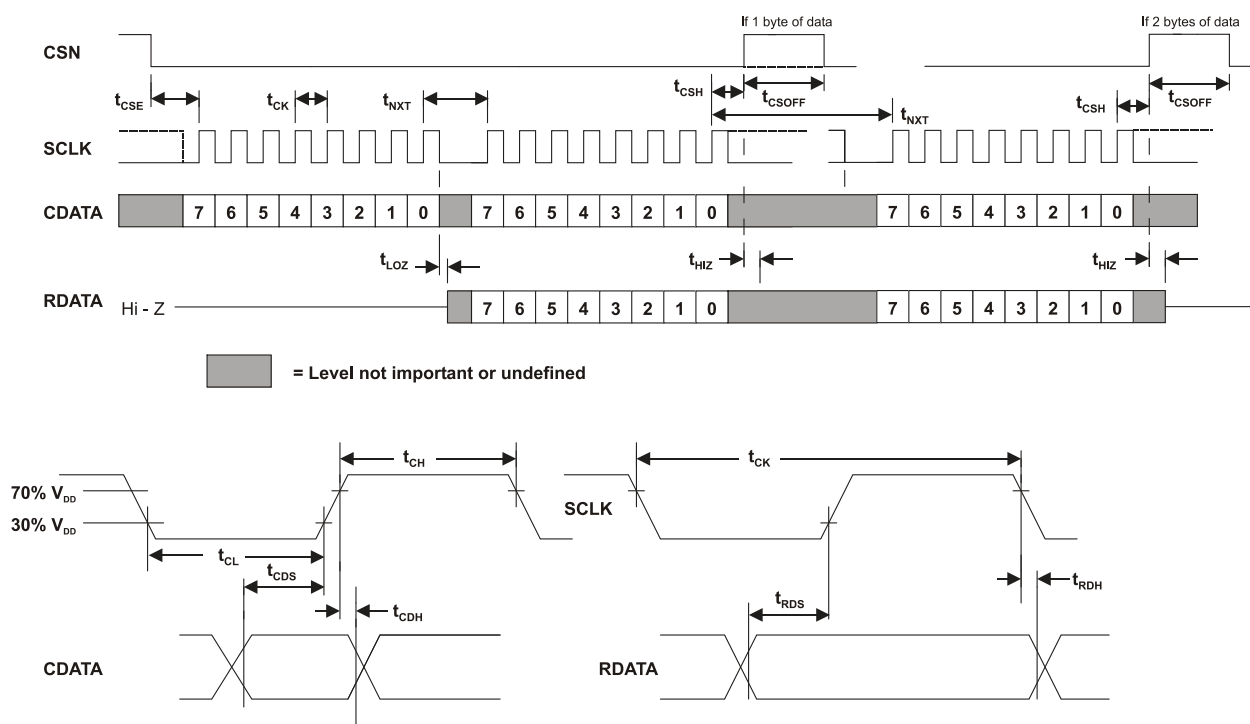 If 1 byte of data
If 2 bytes of data
CSN
tCSE
tCK
tNXT
tCSH
tCSOFF
tNXT
tCSH
tCSOFF
SCLK
CDATA
7 6 5 4 3 2 1 0
7 6 5 4 3 2 1 0
7 6 5 4 3 2 1 0
tLOZ
tHIZ
tHIZ
RDATA
Hi - Z
7 6 5 4 3 2 1 0
7 6 5 4 3 2 1 0
= Level not important or undefined
tCH
tCK
70% VDD
30% VDD
SCLK
tCL
tCDS
tCDH
tRDS
tRDH
CDATA
RDATA